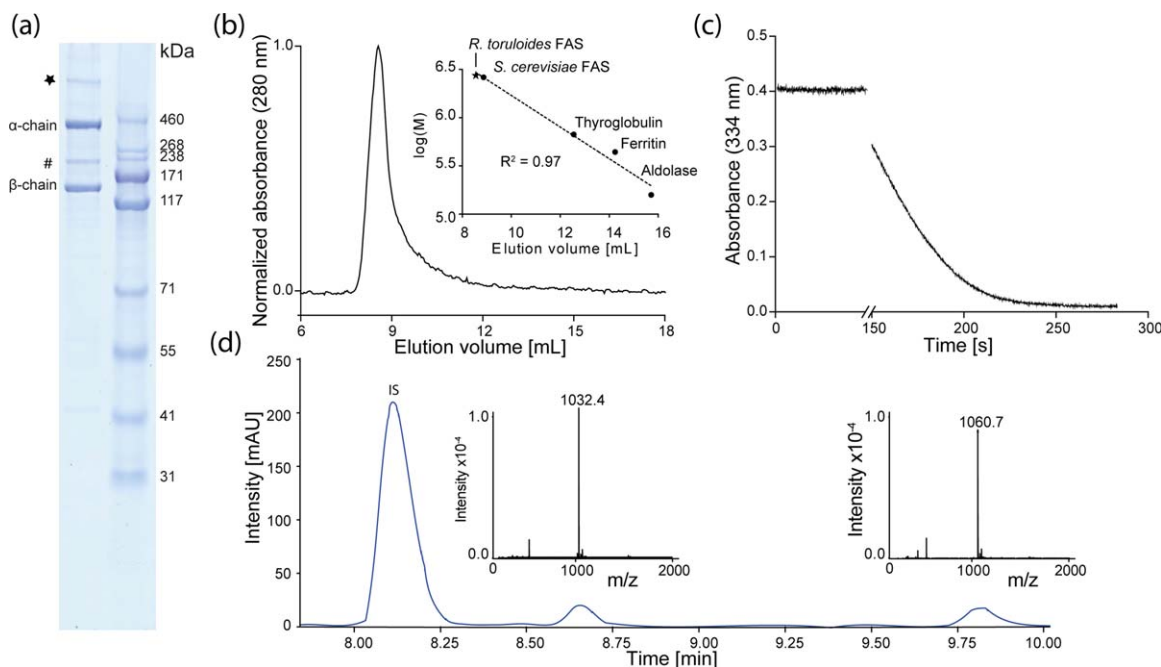 (a)
kDa
★
α-chain
#
β-chain
460
268
238
171
117
71
55
41
31
(b)
Normalized absorbance (280 nm)
1.0
0.0
6
9
12
15
18
Elution volume [mL]
R. toruloides FAS
S. cerevisiae FAS
Thyroglobulin
Ferritin
Aldolase
R² = 0.97
log(M)
6.5
6.0
5.5
5.0
8
10
12
14
16
Elution volume [mL]
(c)
Absorbance (334 nm)
0.5
0.4
0.3
0.2
0.1
0.0
0
150
200
250
300
Time [s]
(d)
Intensity [mAU]
250
200
150
100
50
0
IS
8.00
8.25
8.50
8.75
9.00
9.25
9.50
9.75
10.00
Time [min]
Intensity x10⁻⁴
1.0
0.0
1032.4
0
1000
2000
m/z
Intensity x10⁻⁴
1.0
0.0
1060.7
0
1000
2000
m/z